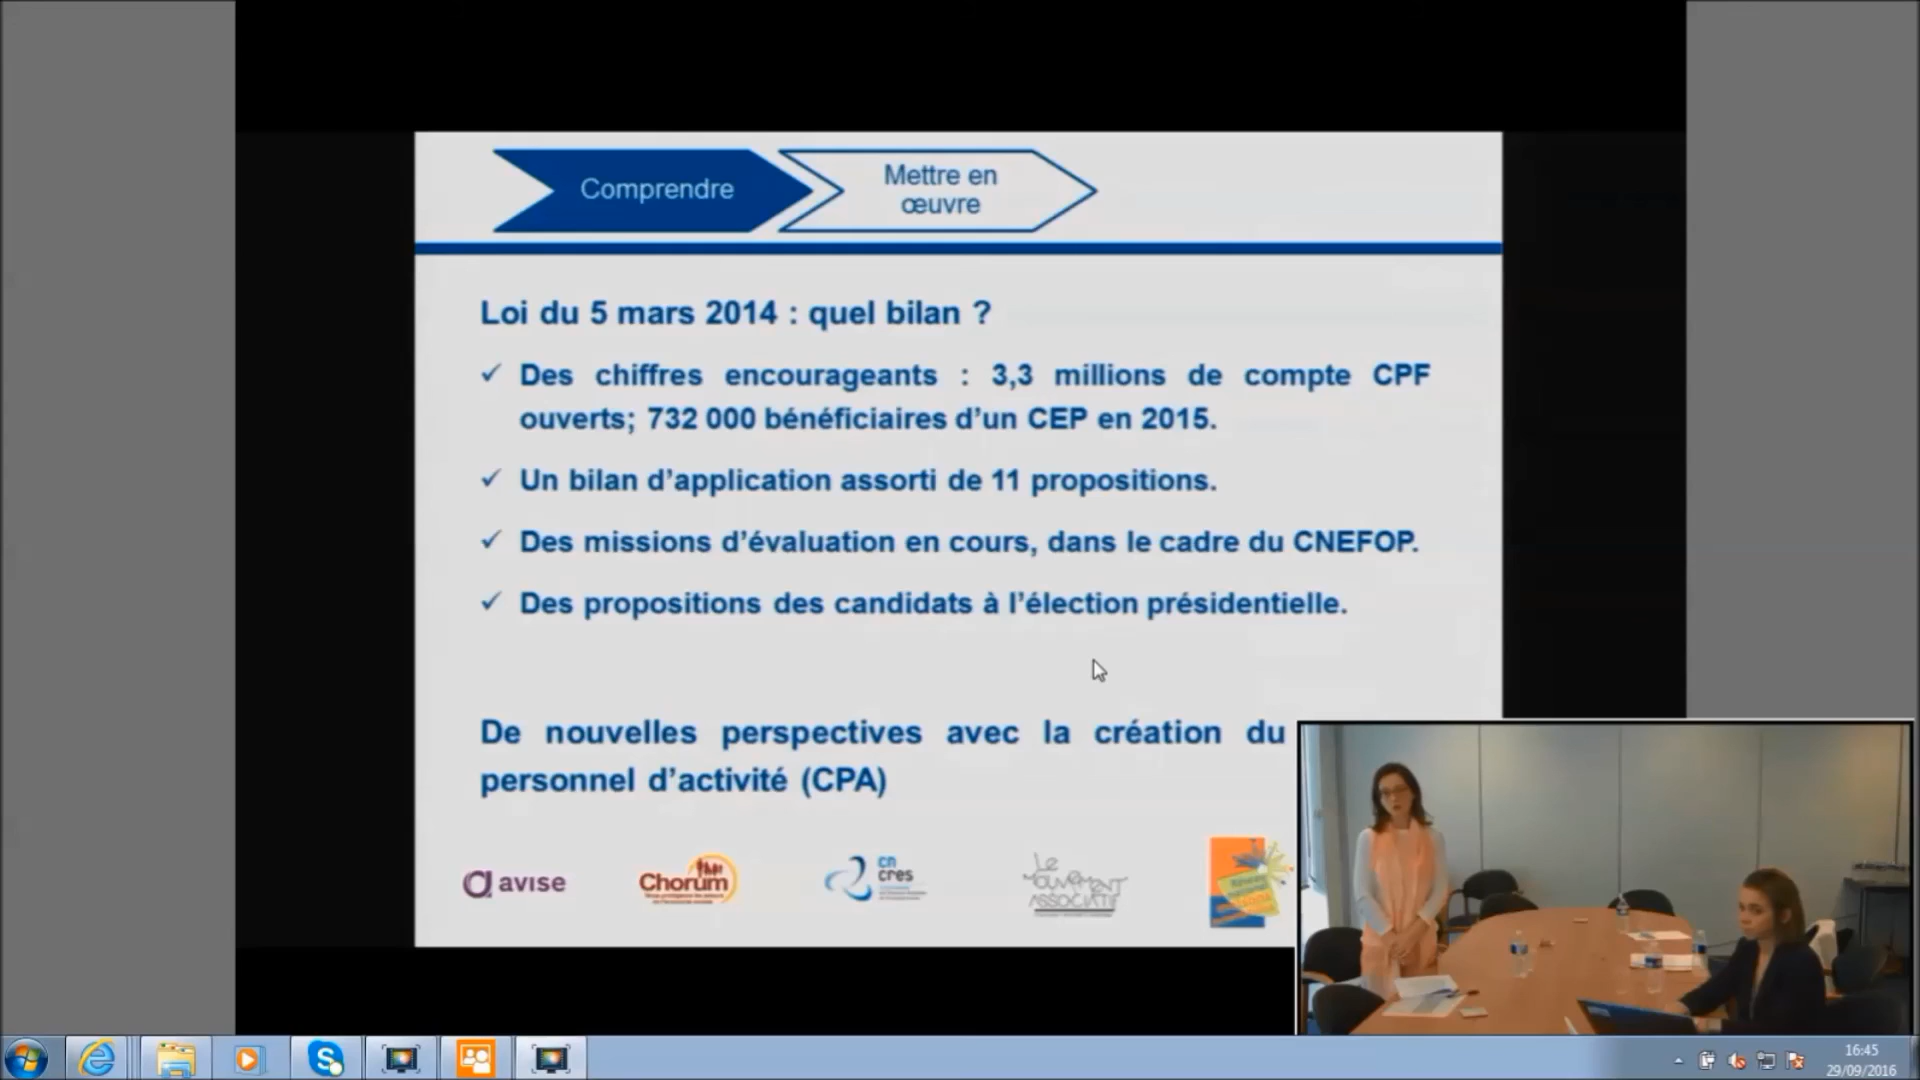 Comprendre
Mettre en
œuvre
Loi du 5 mars 2014 : quel bilan ?
✓ Des chiffres encourageants : 3,3 millions de compte CPF
ouverts; 732 000 bénéficiaires d’un CEP en 2015.
✓ Un bilan d’application assorti de 11 propositions.
✓ Des missions d’évaluation en cours, dans le cadre du CNEFOP.
✓ Des propositions des candidats à l’élection présidentielle.
De nouvelles perspectives avec la création du
personnel d’activité (CPA)
avise
Chorum
cn
cres
Le
MOUVEMENT
ASSOCIATIF
16:45
29/09/2016